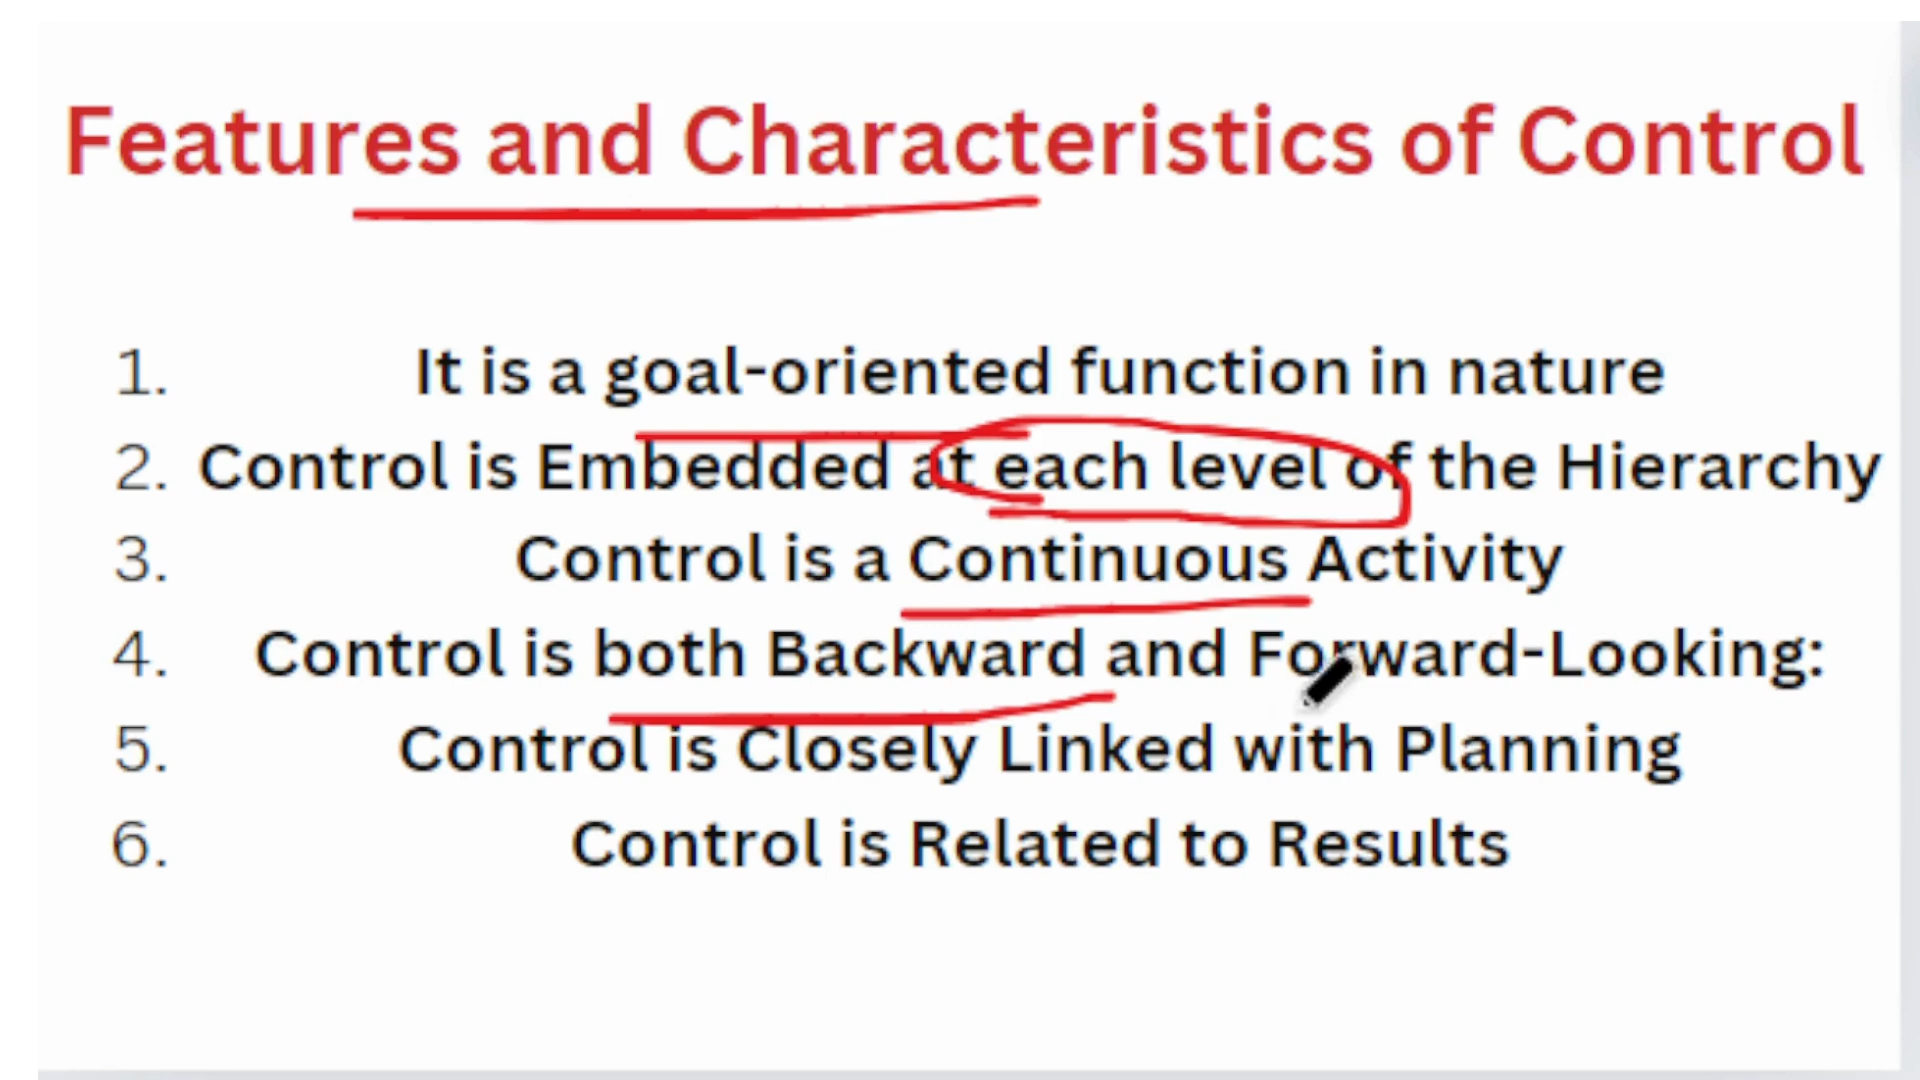 Features and Characteristics of Control
1. It is a goal-oriented function in nature
2. Control is Embedded at each level of the Hierarchy
3. Control is a Continuous Activity
4. Control is both Backward and Forward-Looking:
5. Control is Closely Linked with Planning
6. Control is Related to Results